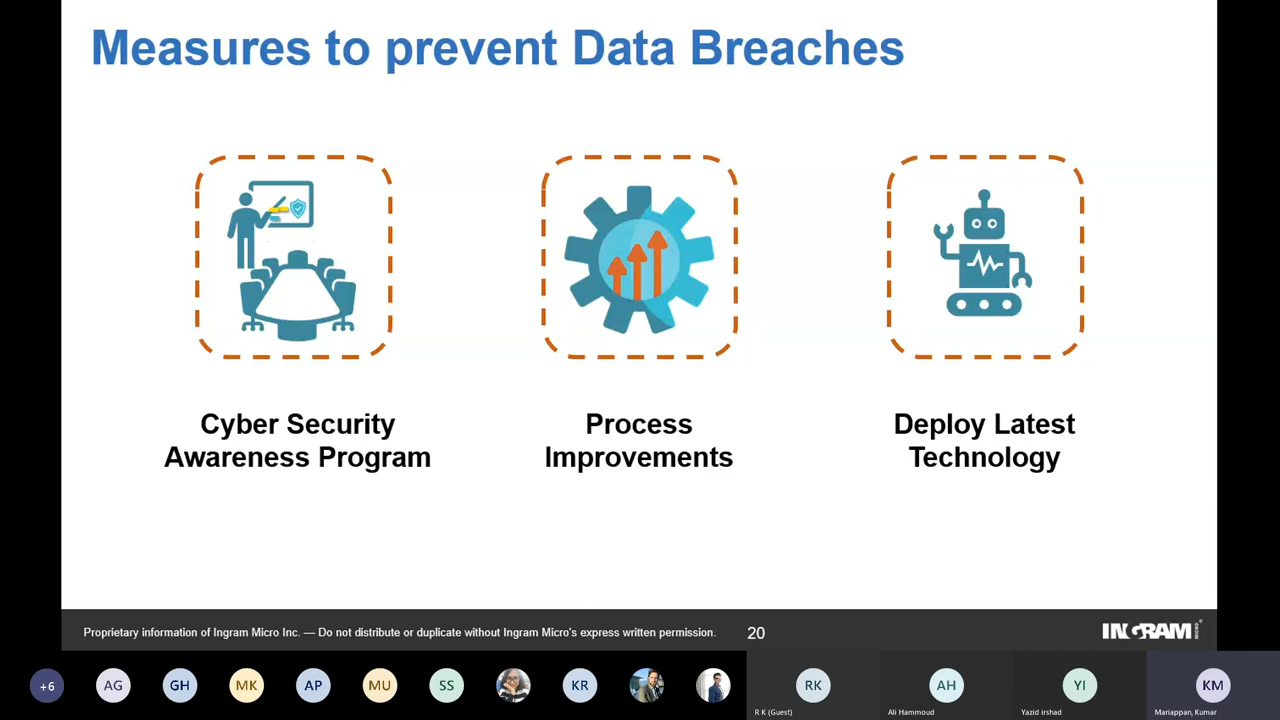 Measures to prevent Data Breaches
Cyber Security
Awareness Program
Process
Improvements
Deploy Latest
Technology
Proprietary information of Ingram Micro Inc. — Do not distribute or duplicate without Ingram Micro's express written permission.
20
INGRAM MICRO
+6
AG
GH
MK
AP
MU
SS
KR
RK
R K (Guest)
AH
Ali Hammoud
YI
Yazid irshad
KM
Mariappan, Kumar